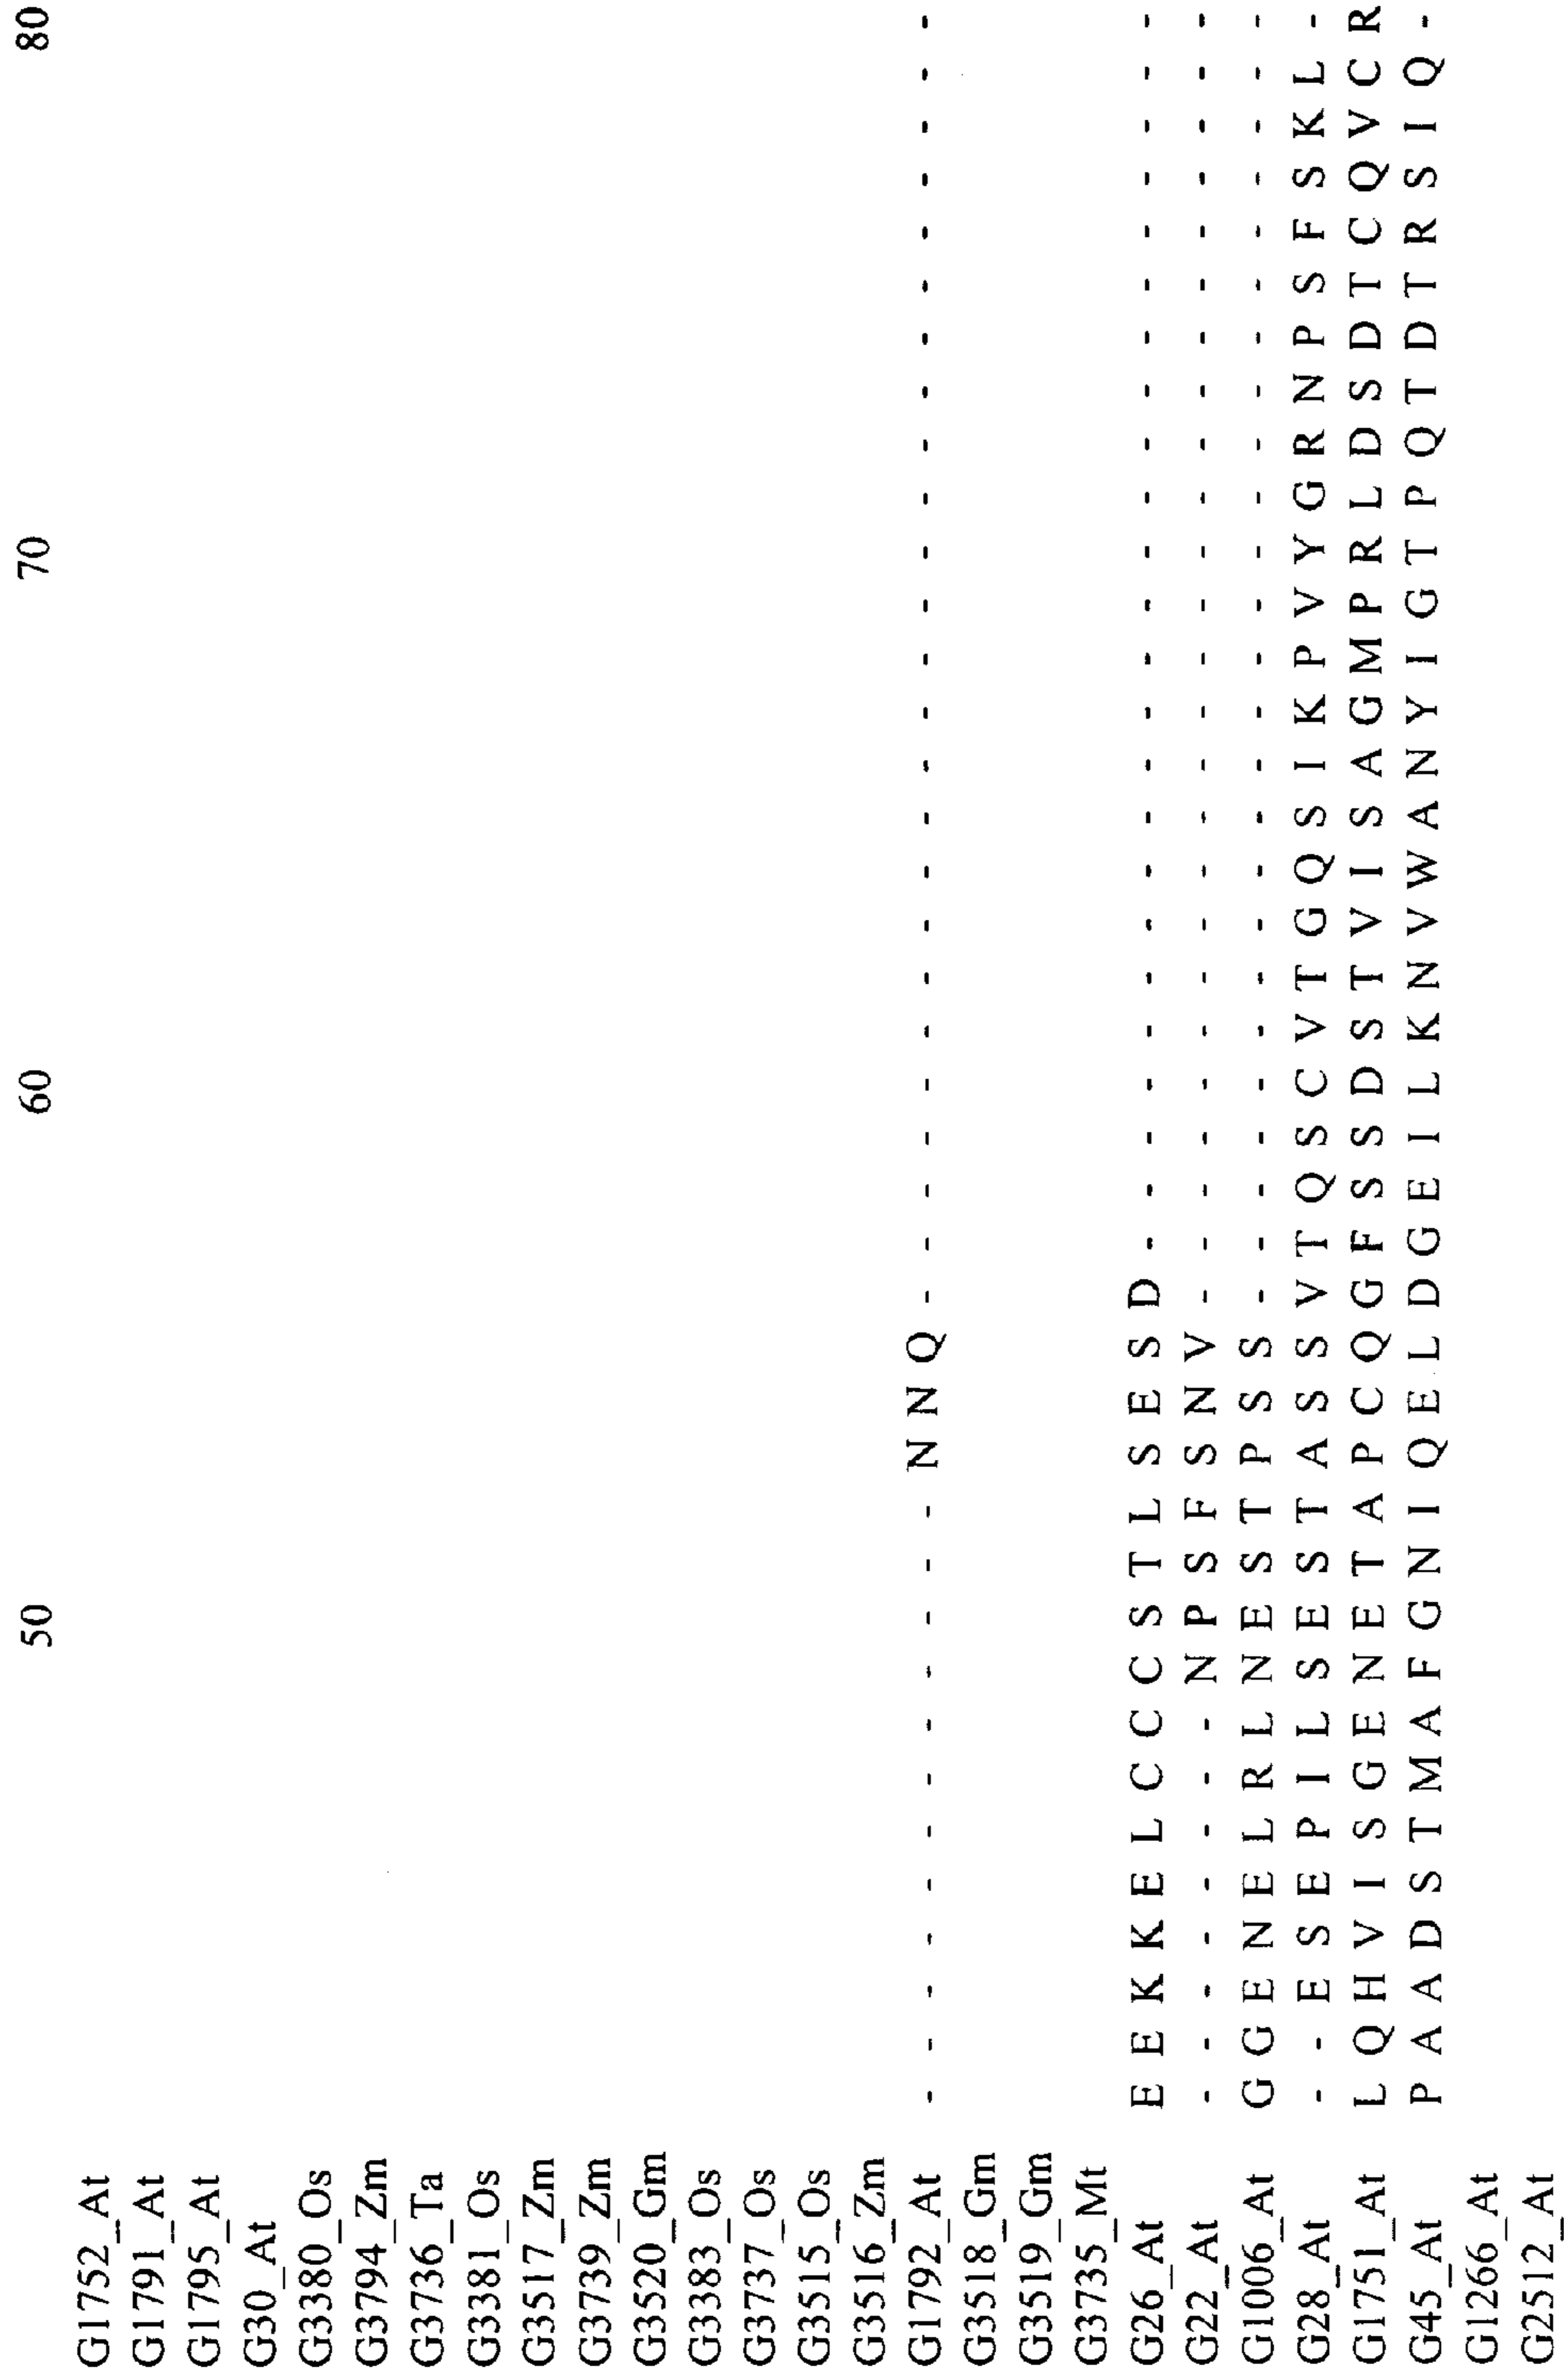 50 60 70 80
G1752_At
G1791_At
G1795_At
G30_At
G3380_Os
G3794_Zm
G3736_Ta
G3381_Os
G3517_Zm
G3739_Zm
G3520_Gm
G3383_Os
G3737_Os
G3515_Os
G3516_Zm
G1792_At - - - - - - - - - - - - N N Q - - - - - - - - - - - - - - - - - - - - - - - - -
G3518_Gm
G3519_Gm
G3735_Mt
G26_At E E K K E L C C C S T L S E S D - - - - - - - - - - - - - - - - - - - - - - - -
G22_At - - - - - - - - N P S F S N V - - - - - - - - - - - - - - - - - - - - - - - - -
G1006_At G G E N E L R L N E S T P S S - - - - - - - - - - - - - - - - - - - - - - - - -
G28_At - - E S E P I L S E S T A S S V T Q S C V T G Q S I K P V Y G R N P S F S K L -
G1751_At L Q H V I S G E N E T A P C Q G F S S D S T V I S A G M P R L D S D T C Q V C R
G45_At P A A D S T M A F G N I Q E L D G E I L K N V W A N Y I G T P Q T D T R S I Q -
G1266_At
G2512_At